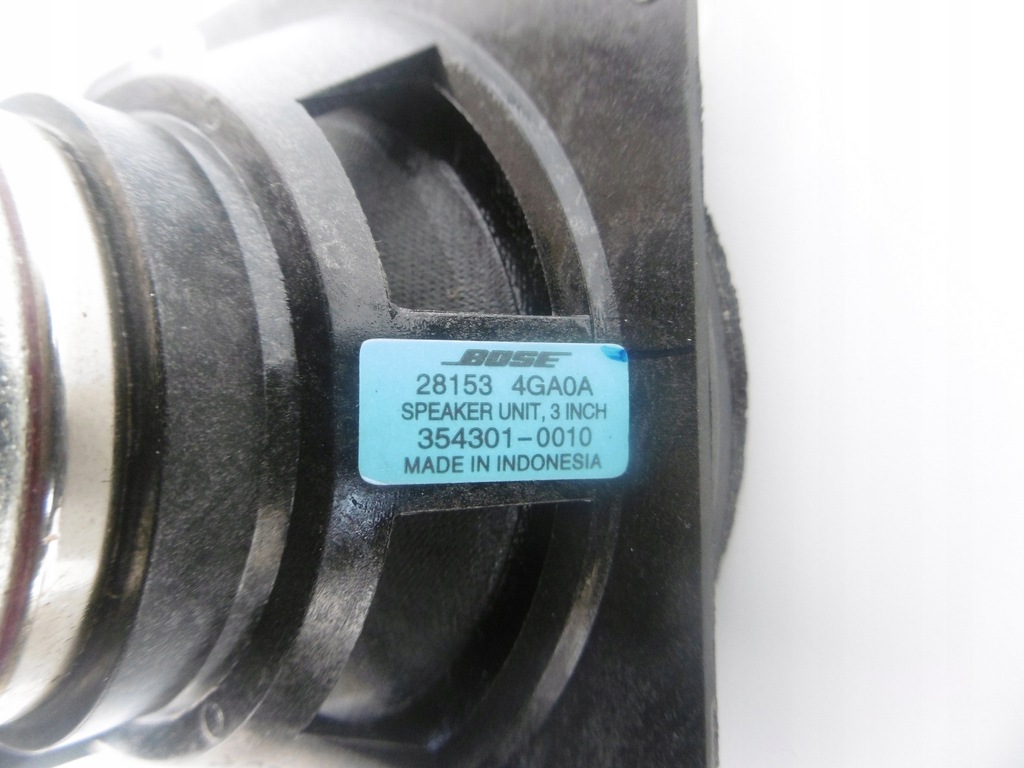 BOSE
28153 4GA0A
SPEAKER UNIT, 3 INCH
354301-0010
MADE IN INDONESIA